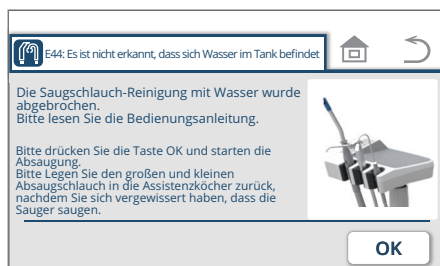 E44: Es ist nicht erkannt, dass sich Wasser im Tank befindet
Die Saugschlauch-Reinigung mit Wasser wurde
abgebrochen.
Bitte lesen Sie die Bedienungsanleitung.
Bitte drücken Sie die Taste OK und starten die
Absaugung.
Bitte Legen Sie den großen und kleinen
Absaugschlauch in die Assistenzköcher zurück,
nachdem Sie sich vergewissert haben, dass die
Sauger saugen.
OK